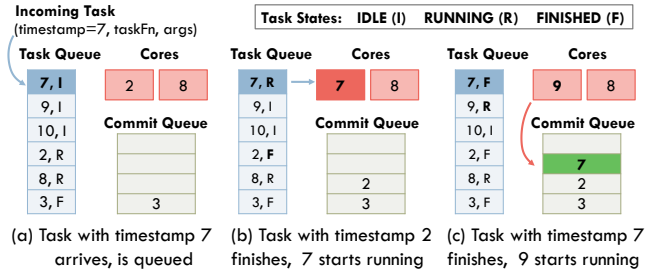 Incoming Task
(timestamp=7, taskFn, args)
Task States: IDLE (I) RUNNING (R) FINISHED (F)
Task Queue Cores
7, I
9, I
10, I
2, R
8, R
3, F
2 8
Commit Queue
3
(a) Task with timestamp 7
arrives, is queued
Task Queue Cores
7, R
9, I
10, I
2, F
8, R
3, F
7 8
Commit Queue
2
3
(b) Task with timestamp 2
finishes, 7 starts running
Task Queue Cores
7, F
9, R
10, I
2, F
8, R
3, F
9 8
Commit Queue
7
2
3
(c) Task with timestamp 7
finishes, 9 starts running